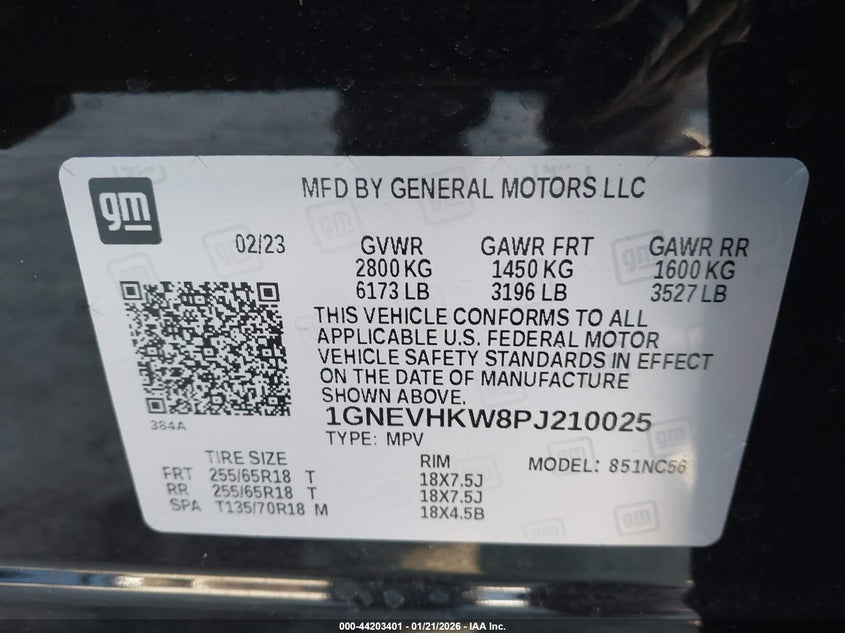 gm
MFD BY GENERAL MOTORS LLC
02/23 GVWR GAWR FRT GAWR RR
2800 KG 1450 KG 1600 KG
6173 LB 3196 LB 3527 LB
THIS VEHICLE CONFORMS TO ALL
APPLICABLE U.S. FEDERAL MOTOR
VEHICLE SAFETY STANDARDS IN EFFECT
ON THE DATE OF MANUFACTURE
SHOWN ABOVE.
384A
1GNEVHKW8PJ210025
TYPE: MPV
TIRE SIZE RIM MODEL: 851NC56
FRT 255/65R18 T 18X7.5J
RR 255/65R18 T 18X7.5J
SPA T135/70R18 M 18X4.5B
000-44203401 - 01/21/2026 - IAA Inc.